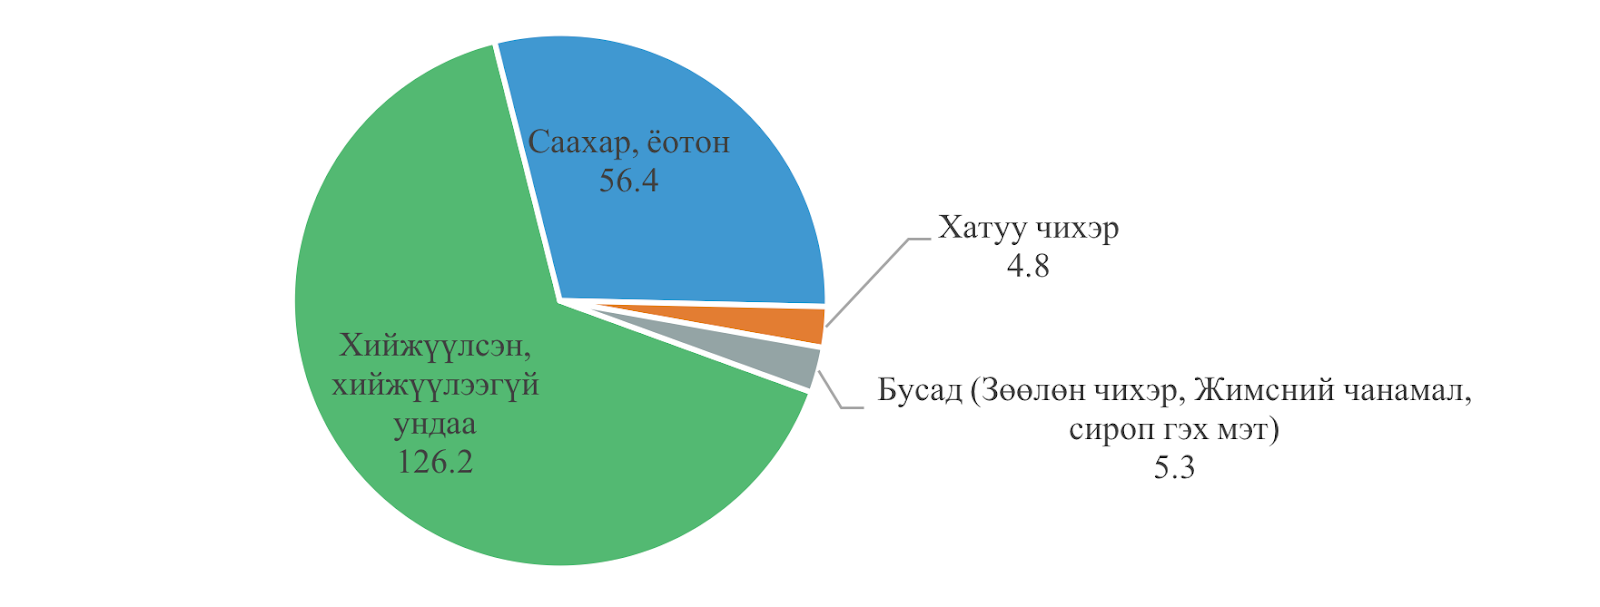 Саахар, ёотон
56.4
Хатуу чихэр
4.8
Хийжүүлсэн,
хийжүүлээгүй
ундаа
126.2
Бусад (Зөөлөн чихэр, Жимсний чанамал,
сироп гэх мэт)
5.3